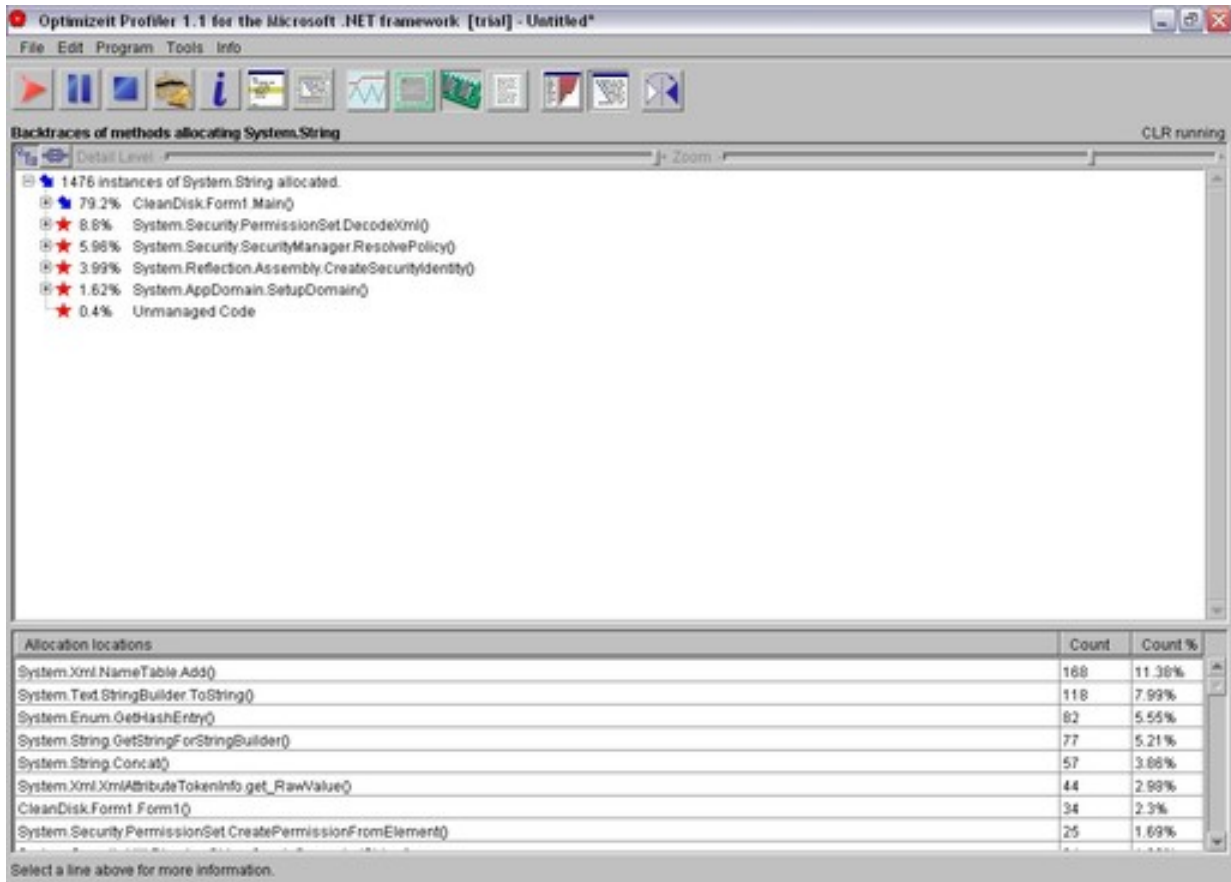 Optimizeit Profiler 1.1 for the Microsoft .NET framework [trial] - Untitled*
File Edit Program Tools Info
Backtraces of methods allocating System.String CLR running
Detail Level - + Zoom - +
1476 instances of System.String allocated.
79.2% CleanDisk.Form1.Main()
8.8% System.Security.PermissionSet.DecodeXml()
5.96% System.Security.SecurityManager.ResolvePolicy()
3.99% System.Reflection.Assembly.CreateSecurityIdentity()
1.62% System.AppDomain.SetupDomain()
0.4% Unmanaged Code
Allocation locations Count Count %
System.Xml.NameTable.Add() 168 11.38%
System.Text.StringBuilder.ToString() 118 7.99%
System.Enum.GetHashEntry() 82 5.55%
System.String.GetStringForStringBuilder() 77 5.21%
System.String.Concat() 57 3.86%
System.Xml.XmlAttributeTokenInfo.get_RawValue() 44 2.98%
CleanDisk.Form1.Form1() 34 2.3%
System.Security.PermissionSet.CreatePermissionFromElement() 25 1.69%
Select a line above for more information.